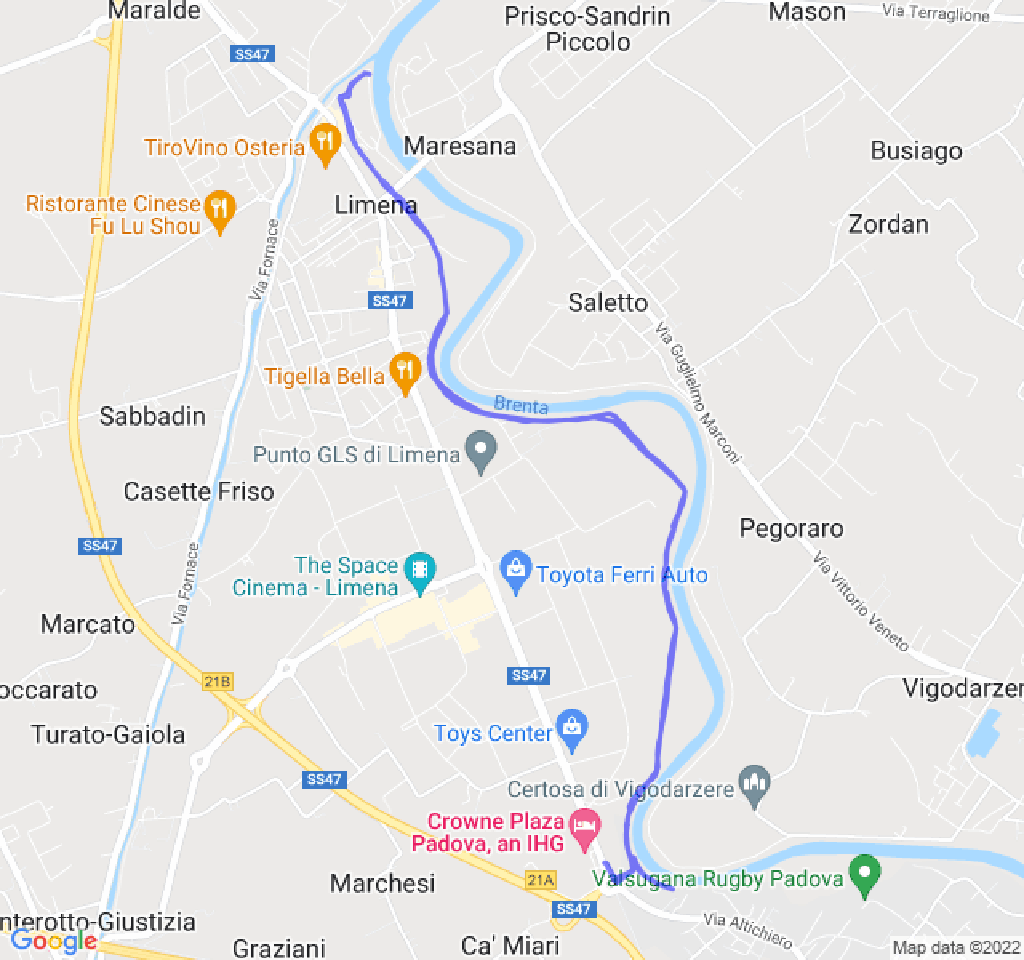 Maralde
Prisco-Sandrin
Piccolo
Mason
Via Terraglione
SS47
TiroVino Osteria
Maresana
Busiago
Ristorante Cinese
Fu Lu Shou
Limena
Zordan
Via Fornace
SS47
Saletto
Via Guglielmo Marconi
Tigella Bella
Brenta
Sabbadin
Punto GLS di Limena
Casette Friso
Pegoraro
SS47
The Space
Cinema - Limena
Toyota Ferri Auto
Via Fornace
Via Vittorio Veneto
Marcato
21B
SS47
occarato
Vigodarzer
Turato-Gaiola
Toys Center
SS47
Certosa di Vigodarzere
Crowne Plaza
Padova, an IHG
Marchesi
21A
Valsugana Rugby Padova
SS47
nterotto-Giustizia
Via Altichiero
Google
Graziani
Ca' Miari
Map data ©2022